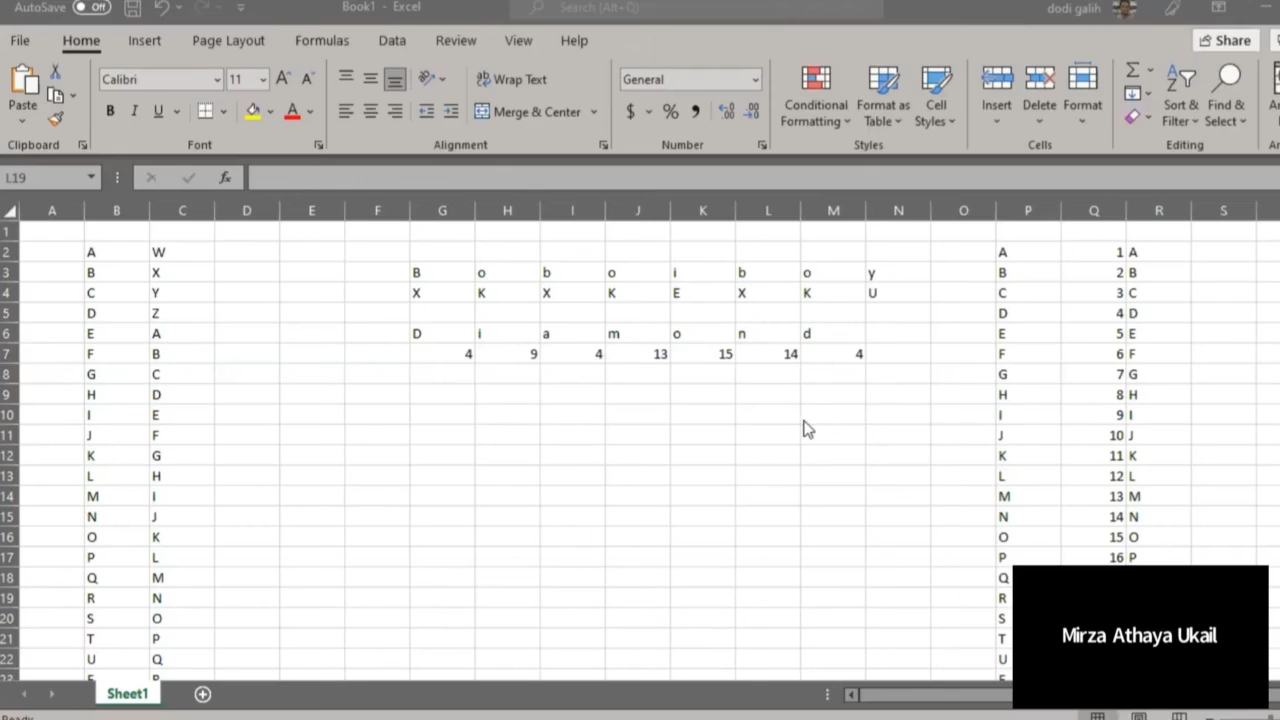 AutoSave Off Book1 - Excel Search (Alt+Q) dodi galih
File Home Insert Page Layout Formulas Data Review View Help Share
Calibri 11 Wrap Text General
Paste B I U A Merge & Center $ % Conditional Formatting Format as Table Cell Styles Insert Delete Format Sort & Filter Find & Select
Clipboard Font Alignment Number Styles Cells Editing
L19 fx
A B C D E F G H I J K L M N O P Q R S
1
2 A W A 1 A
3 B X B o b o i b o y B 2 B
4 C Y X K X K E X K U C 3 C
5 D Z D 4 D
6 E A D i a m o n d E 5 E
7 F B 4 9 4 13 15 14 4 F 6 F
8 G C G 7 G
9 H D H 8 H
10 I E I 9 I
11 J F J 10 J
12 K G K 11 K
13 L H L 12 L
14 M I M 13 M
15 N J N 14 N
16 O K O 15 O
17 P L P 16 P
18 Q M Q
19 R N R
20 S O S
21 T P T
22 U Q U
Mirza Athaya Ukail
Sheet1